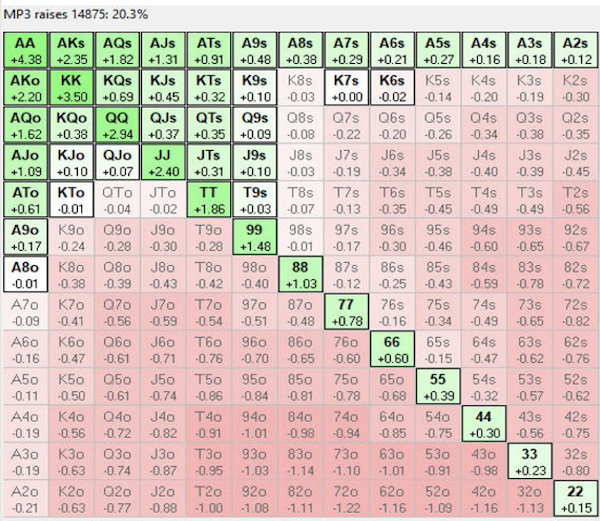 MP3 raises 14875: 20.3%
AA AKs AQs AJs ATs A9s A8s A7s A6s A5s A4s A3s A2s
+4.38 +2.35 +1.82 +1.31 +0.91 +0.48 +0.38 +0.29 +0.21 +0.27 +0.16 +0.18 +0.12
AKo KK KQs KJs KTs K9s K8s K7s K6s K5s K4s K3s K2s
+2.20 +3.50 +0.69 +0.45 +0.32 +0.10 -0.03 +0.00 -0.02 -0.14 -0.20 -0.19 -0.30
AQo KQo QQ QJs QTs Q9s Q8s Q7s Q6s Q5s Q4s Q3s Q2s
+1.62 +0.38 +2.94 +0.37 +0.35 +0.09 -0.08 -0.22 -0.20 -0.26 -0.34 -0.38 -0.35
AJo KJo QJo JJ JTs J9s J8s J7s J6s J5s J4s J3s J2s
+1.09 +0.10 +0.07 +2.40 +0.31 +0.10 -0.03 -0.19 -0.34 -0.38 -0.40 -0.39 -0.45
ATo KTo QTo JTo TT T9s T8s T7s T6s T5s T4s T3s T2s
+0.61 -0.01 -0.04 -0.02 +1.86 +0.03 -0.07 -0.13 -0.35 -0.45 -0.49 -0.49 -0.56
A9o K9o Q9o J9o T9o 99 98s 97s 96s 95s 94s 93s 92s
+0.17 -0.24 -0.28 -0.30 -0.28 +1.48 -0.01 -0.17 -0.30 -0.46 -0.60 -0.65 -0.67
A8o K8o Q8o J8o T8o 98o 88 87s 86s 85s 84s 83s 82s
-0.01 -0.38 -0.39 -0.43 -0.42 -0.40 +1.03 -0.12 -0.25 -0.43 -0.59 -0.78 -0.72
A7o K7o Q7o J7o T7o 97o 87o 77 76s 75s 74s 73s 72s
-0.09 -0.41 -0.56 -0.59 -0.54 -0.51 -0.48 +0.78 -0.16 -0.34 -0.49 -0.65 -0.82
A6o K6o Q6o J6o T6o 96o 86o 76o 66 65s 64s 63s 62s
-0.16 -0.47 -0.61 -0.71 -0.76 -0.70 -0.65 -0.60 +0.60 -0.15 -0.47 -0.62 -0.76
A5o K5o Q5o J5o T5o 95o 85o 75o 65o 55 54s 53s 52s
-0.11 -0.50 -0.61 -0.74 -0.86 -0.84 -0.81 -0.78 -0.68 +0.39 -0.32 -0.57 -0.62
A4o K4o Q4o J4o T4o 94o 84o 74o 64o 54o 44 43s 42s
-0.19 -0.56 -0.72 -0.82 -0.91 -1.01 -0.98 -0.94 -0.85 -0.75 +0.30 -0.56 -0.75
A3o K3o Q3o J3o T3o 93o 83o 73o 63o 53o 43o 33 32s
-0.19 -0.63 -0.74 -0.87 -0.95 -1.03 -1.14 -1.10 -1.01 -0.91 -0.98 +0.23 -0.80
A2o K2o Q2o J2o T2o 92o 82o 72o 62o 52o 42o 32o 22
-0.21 -0.63 -0.77 -0.88 -1.00 -1.08 -1.11 -1.22 -1.16 -1.09 -1.16 -1.13 +0.15